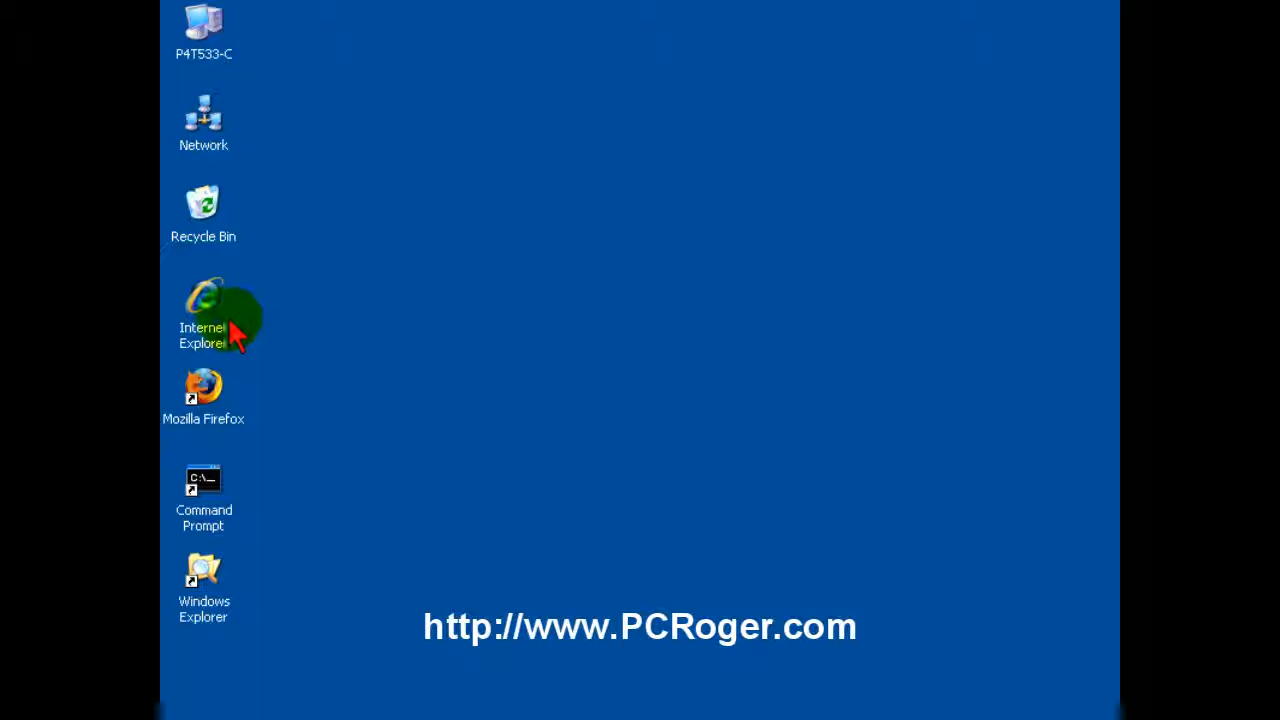 P4T533-C
Network
Recycle Bin
Internet
Explorer
Mozilla Firefox
C:\_
Command
Prompt
Windows
Explorer
http://www.PCRoger.com